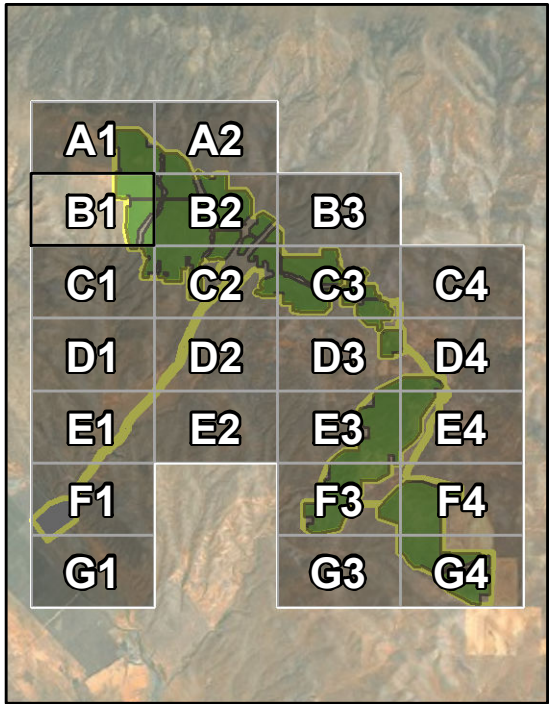 A1 A2
B1 B2 B3
C1 C2 C3 C4
D1 D2 D3 D4
E1 E2 E3 E4
F1 F3 F4
G1 G3 G4